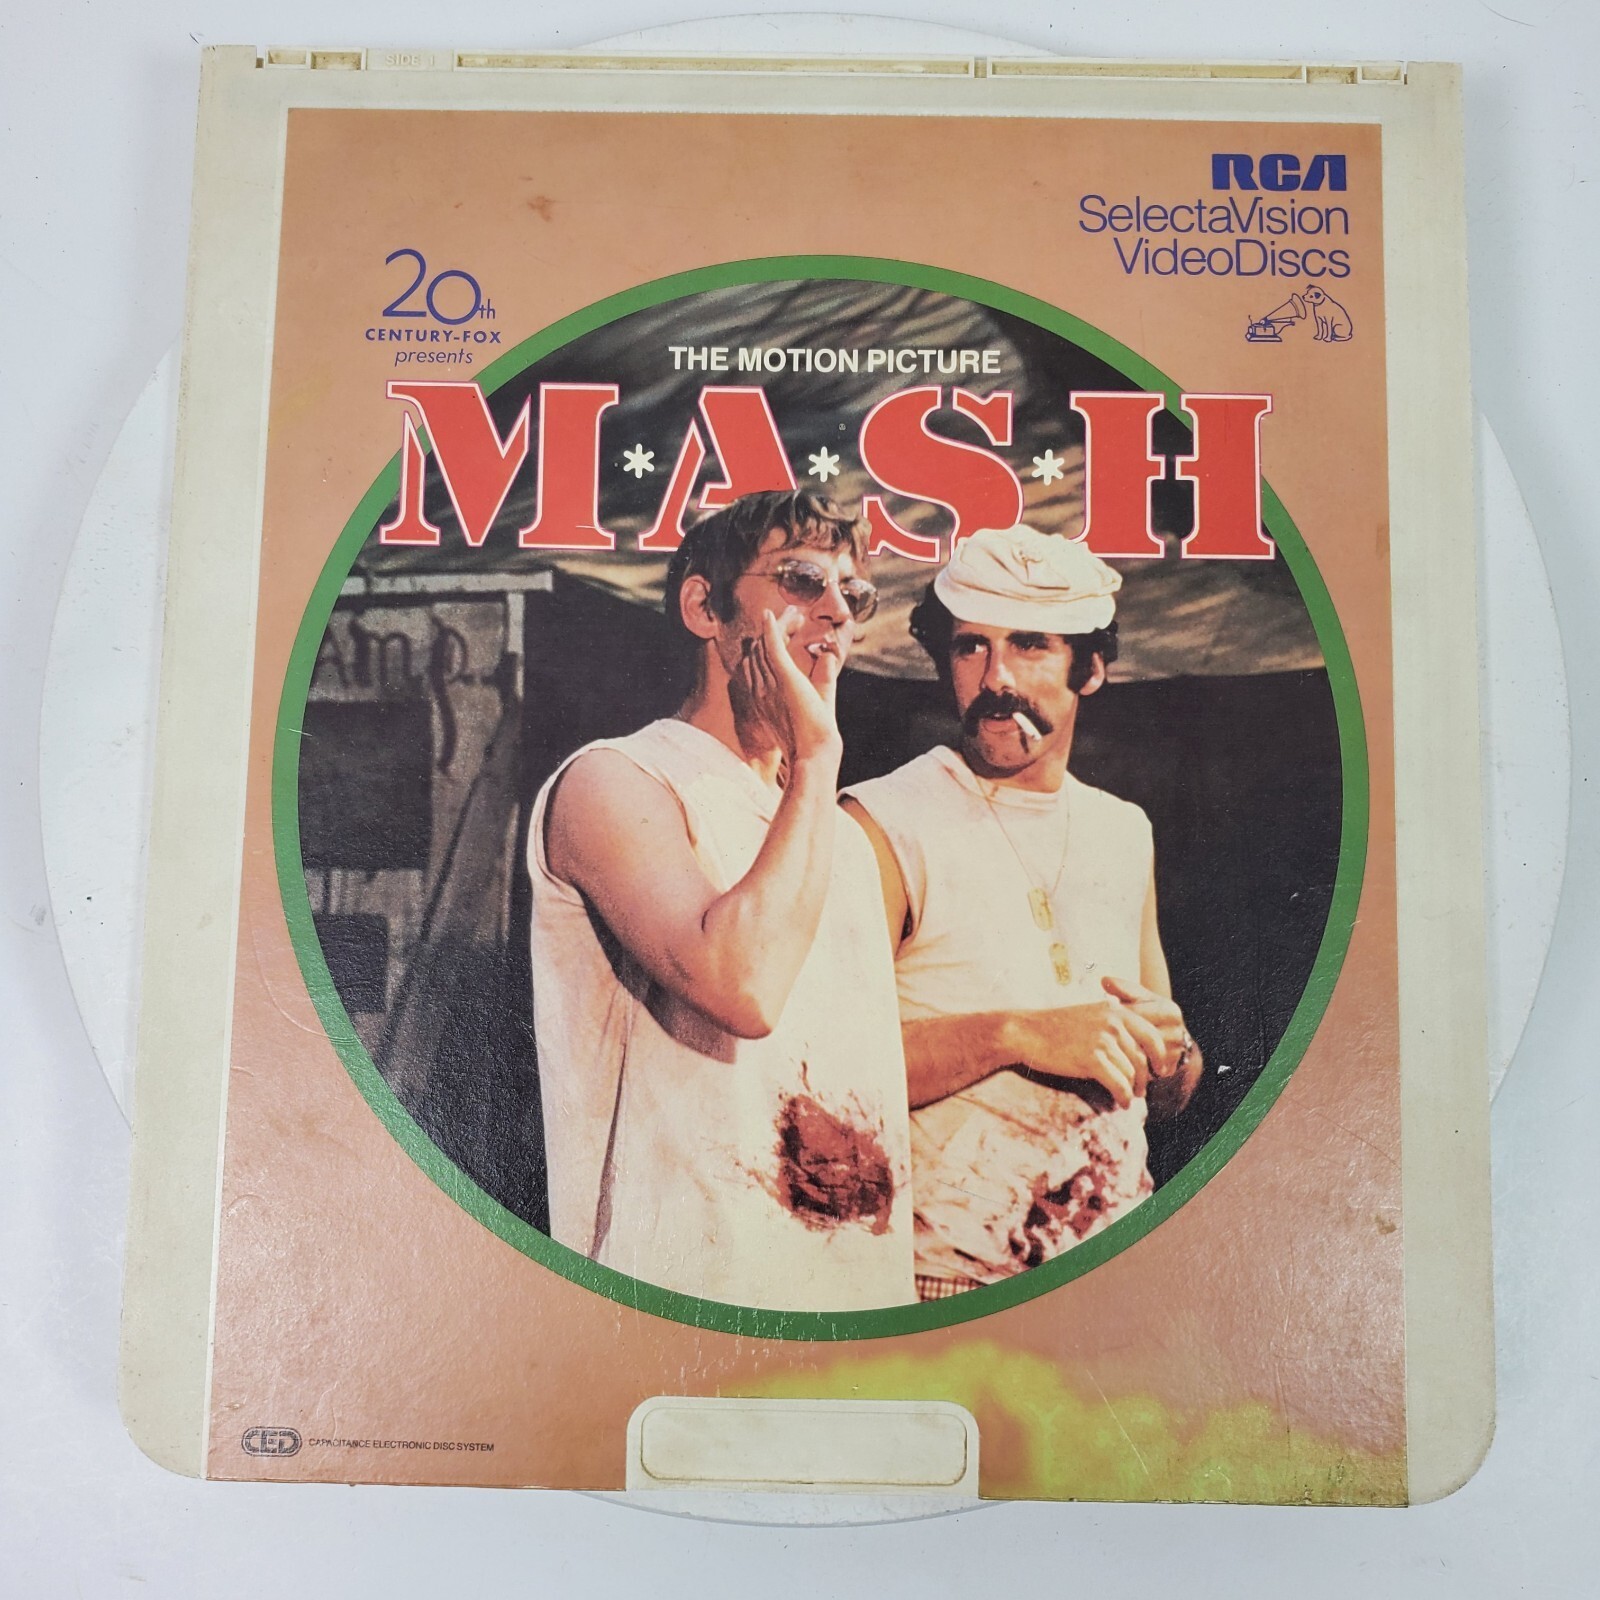 SIDE 1
RCA
SelectaVision
VideoDiscs
20th
CENTURY-FOX
presents
THE MOTION PICTURE
M*A*S*H
CED CAPACITANCE ELECTRONIC DISC SYSTEM